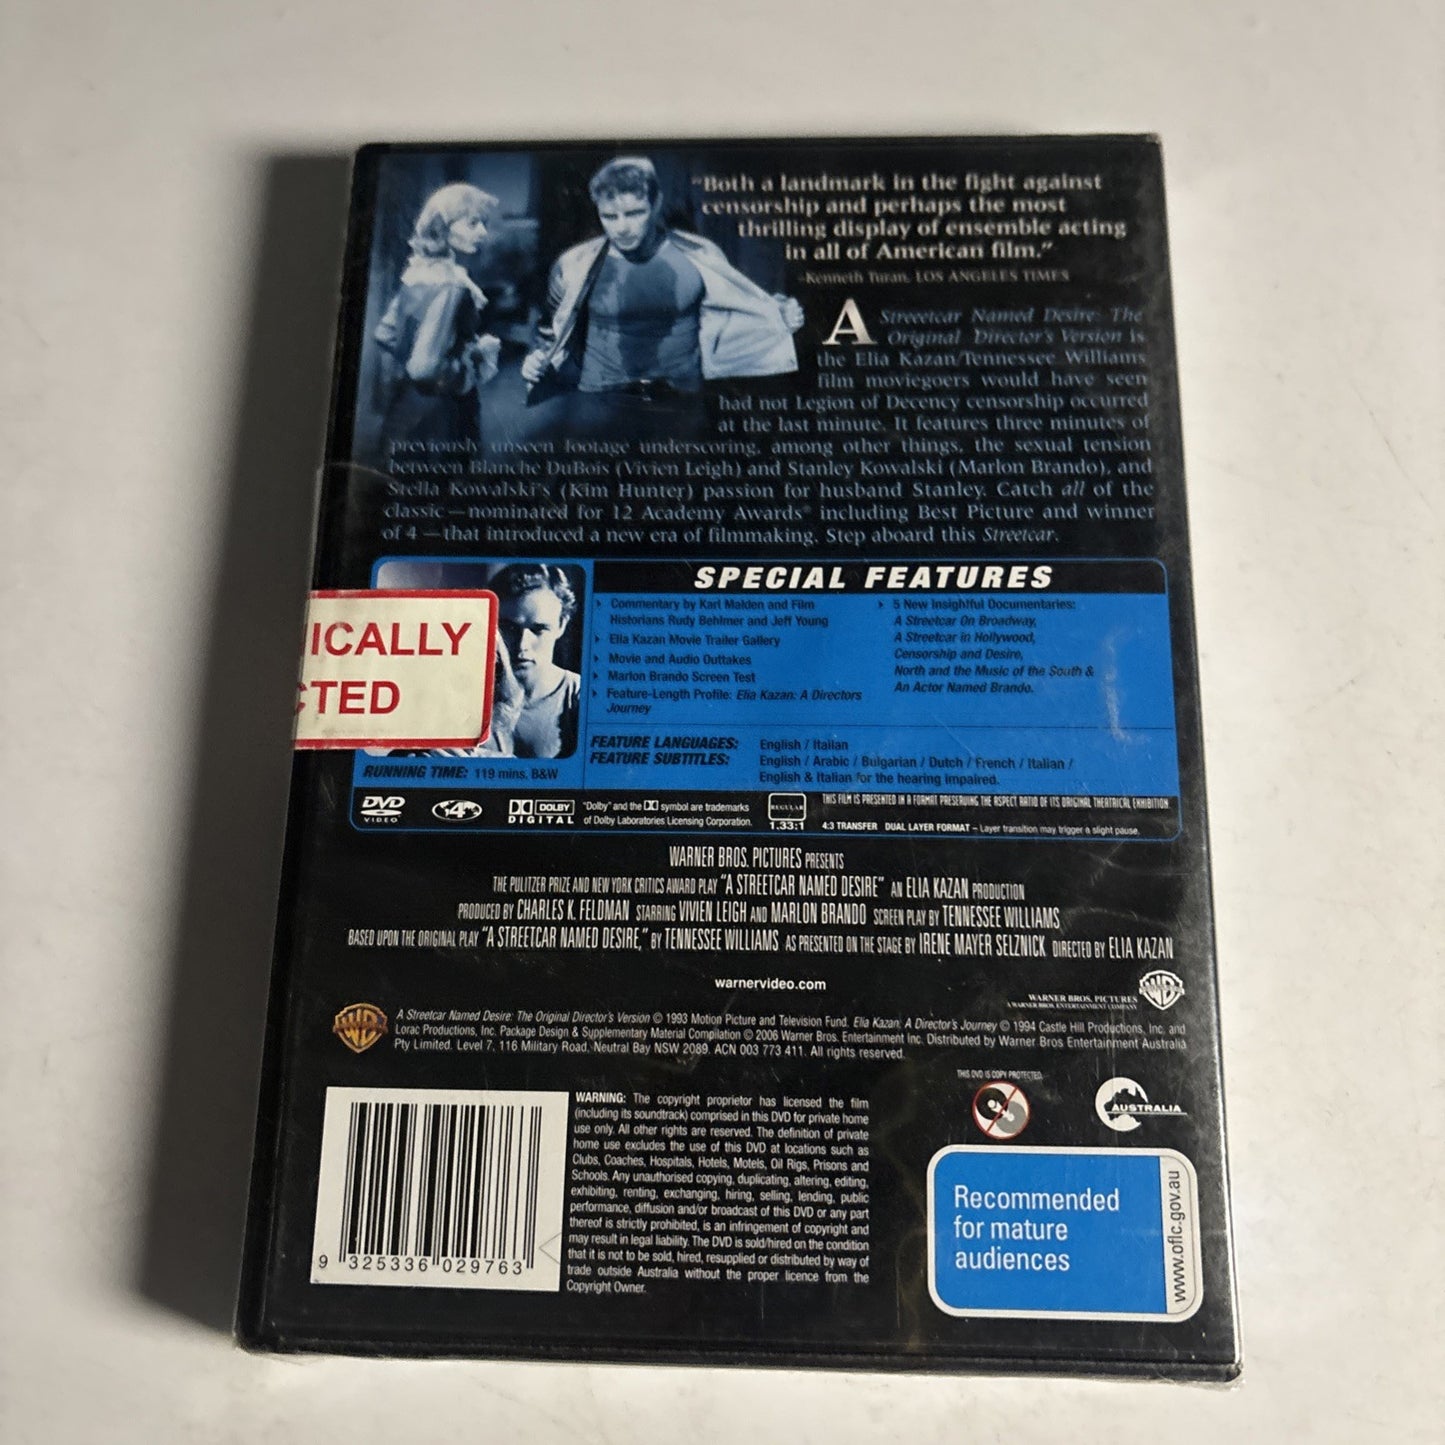 "Both a landmark in the fight against
censorship and perhaps the most
thrilling display of ensemble acting
in all of American film."
–Kenneth Turan, LOS ANGELES TIMES
A Streeetcar Named Desire: The
Original Director's Version is
the Elia Kazan/Tennessee Williams
film moviegoers would have seen
had not Legion of Decency censorship occurred
at the last minute. It features three minutes of
previously unseen footage underscoring, among other things, the sexual tension
between Blanche DuBois (Vivien Leigh) and Stanley Kowalski (Marlon Brando), and
Stella Kowalski's (Kim Hunter) passion for husband Stanley. Catch all of the
classic—nominated for 12 Academy Awards® including Best Picture and winner
of 4 —that introduced a new era of filmmaking. Step aboard this Streetcar.
ICALLY
CTED
SPECIAL FEATURES
Commentary by Karl Malden and Film
Historians Rudy Behlmer and Jeff Young
Elia Kazan Movie Trailer Gallery
Movie and Audio Outtakes
Marlon Brando Screen Test
Feature-Length Profile: Elia Kazan: A Directors
Journey
5 New Insightful Documentaries:
A Streetcar On Broadway,
A Streetcar in Hollywood,
Censorship and Desire,
North and the Music of the South &
An Actor Named Brando.
FEATURE LANGUAGES: English / Italian
FEATURE SUBTITLES: English / Arabic / Bulgarian / Dutch / French / Italian /
English & Italian for the hearing impaired.
RUNNING TIME: 119 mins. B&W
DVD
VIDEO
4
DOLBY
DIGITAL
"Dolby" and the DD symbol are trademarks
of Dolby Laboratories Licensing Corporation.
REGULAR
1.33:1
THIS FILM IS PRESENTED IN A FORMAT PRESERVING THE ASPECT RATIO OF ITS ORIGINAL THEATRICAL EXHIBITION.
4:3 TRANSFER DUAL LAYER FORMAT – Layer transition may trigger a slight pause.
WARNER BROS. PICTURES PRESENTS
THE PULITZER PRIZE AND NEW YORK CRITICS AWARD PLAY "A STREETCAR NAMED DESIRE" AN ELIA KAZAN PRODUCTION
PRODUCED BY CHARLES K. FELDMAN STARRING VIVIEN LEIGH AND MARLON BRANDO SCREEN PLAY BY TENNESSEE WILLIAMS
BASED UPON THE ORIGINAL PLAY "A STREETCAR NAMED DESIRE," BY TENNESSEE WILLIAMS AS PRESENTED ON THE STAGE BY IRENE MAYER SELZNICK DIRECTED BY ELIA KAZAN
warnervideo.com
WARNER BROS. PICTURES
A WARNER BROS. ENTERTAINMENT COMPANY
A Streetcar Named Desire: The Original Director's Version © 1993 Motion Picture and Television Fund. Elia Kazan: A Director's Journey © 1994 Castle Hill Productions, Inc. and
Lorac Productions, Inc. Package Design & Supplementary Material Compilation © 2006 Warner Bros. Entertainment Inc. Distributed by Warner Bros Entertainment Australia
Pty Limited. Level 7, 116 Military Road, Neutral Bay NSW 2089. ACN 003 773 411. All rights reserved.
THIS DVD IS COPY PROTECTED.
AUSTRALIA
WARNING: The copyright proprietor has licensed the film
(including its soundtrack) comprised in this DVD for private home
use only. All other rights are reserved. The definition of private
home use excludes the use of this DVD at locations such as
Clubs, Coaches, Hospitals, Hotels, Motels, Oil Rigs, Prisons and
Schools. Any unauthorised copying, duplicating, altering, editing,
exhibiting, renting, exchanging, hiring, selling, lending, public
performance, diffusion and/or broadcast of this DVD or any part
thereof is strictly prohibited, is an infringement of copyright and
may result in legal liability. The DVD is sold/hired on the condition
that it is not to be sold, hired, resupplied or distributed by way of
trade outside Australia without the proper licence from the
Copyright Owner.
9 325336 029763
Recommended
for mature
audiences
www.oflc.gov.au